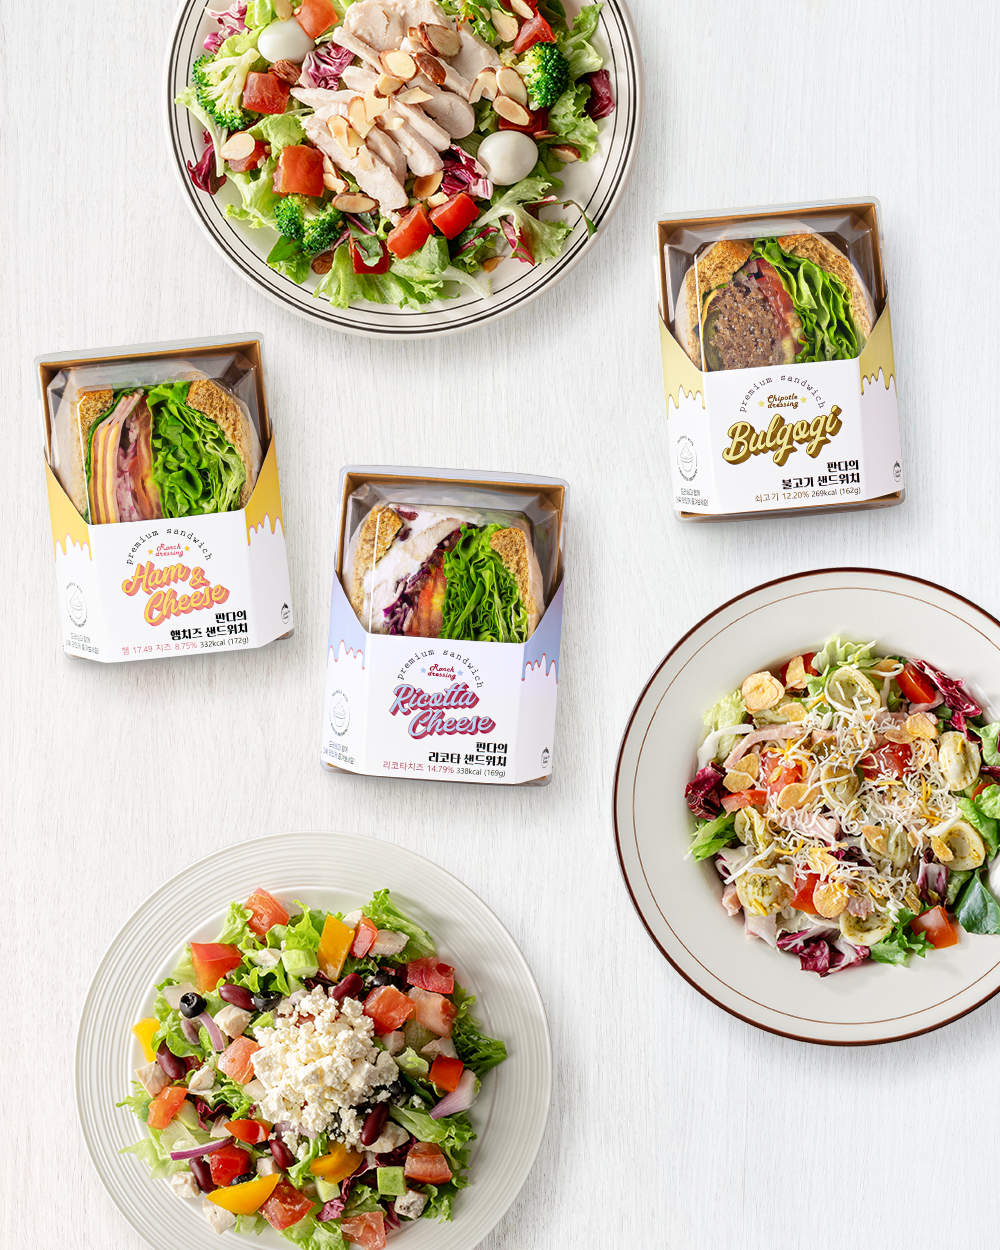 premium sandwich
Chipotle
dressing
Bulgogi
판다의
불고기 샌드위치
쇠고기 12.20% 269kcal (162g)
premium sandwich
Ranch
dressing
Ham &
Cheese
판다의
햄치즈 샌드위치
햄 17.49 치즈 8.75% 332kcal (172g)
premium sandwich
Ranch
dressing
Ricotta
Cheese
판다의
리코타 샌드위치
리코타치즈 14.79% 338kcal (169g)